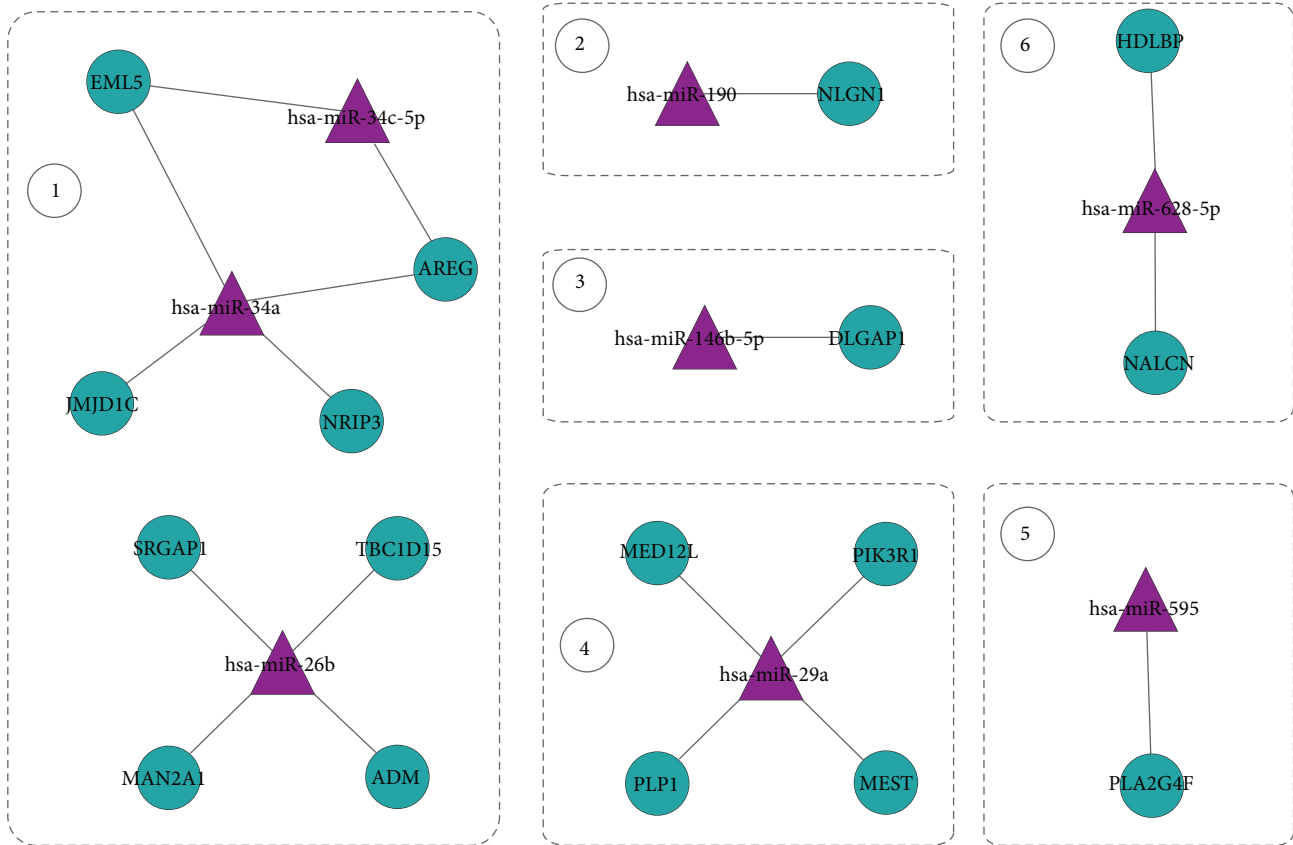 EML5
hsa-miR-34c-5p
1
AREG
hsa-miR-34a
JMJD1C
NRIP3
SRGAP1
TBC1D15
hsa-miR-26b
MAN2A1
ADM
2
hsa-miR-190
NLGN1
3
hsa-miR-146b-5p
DLGAP1
MED12L
PIK3R1
4
hsa-miR-29a
PLP1
MEST
HDLBP
6
hsa-miR-628-5p
NALCN
5
hsa-miR-595
PLA2G4F